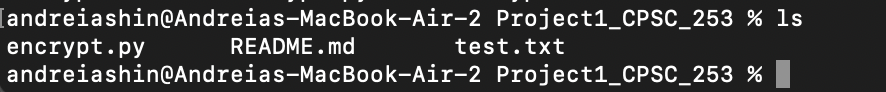 andreiashin@Andreias-MacBook-Air-2 Project1_CPSC_253 % ls
encrypt.py README.md test.txt
andreiashin@Andreias-MacBook-Air-2 Project1_CPSC_253 %